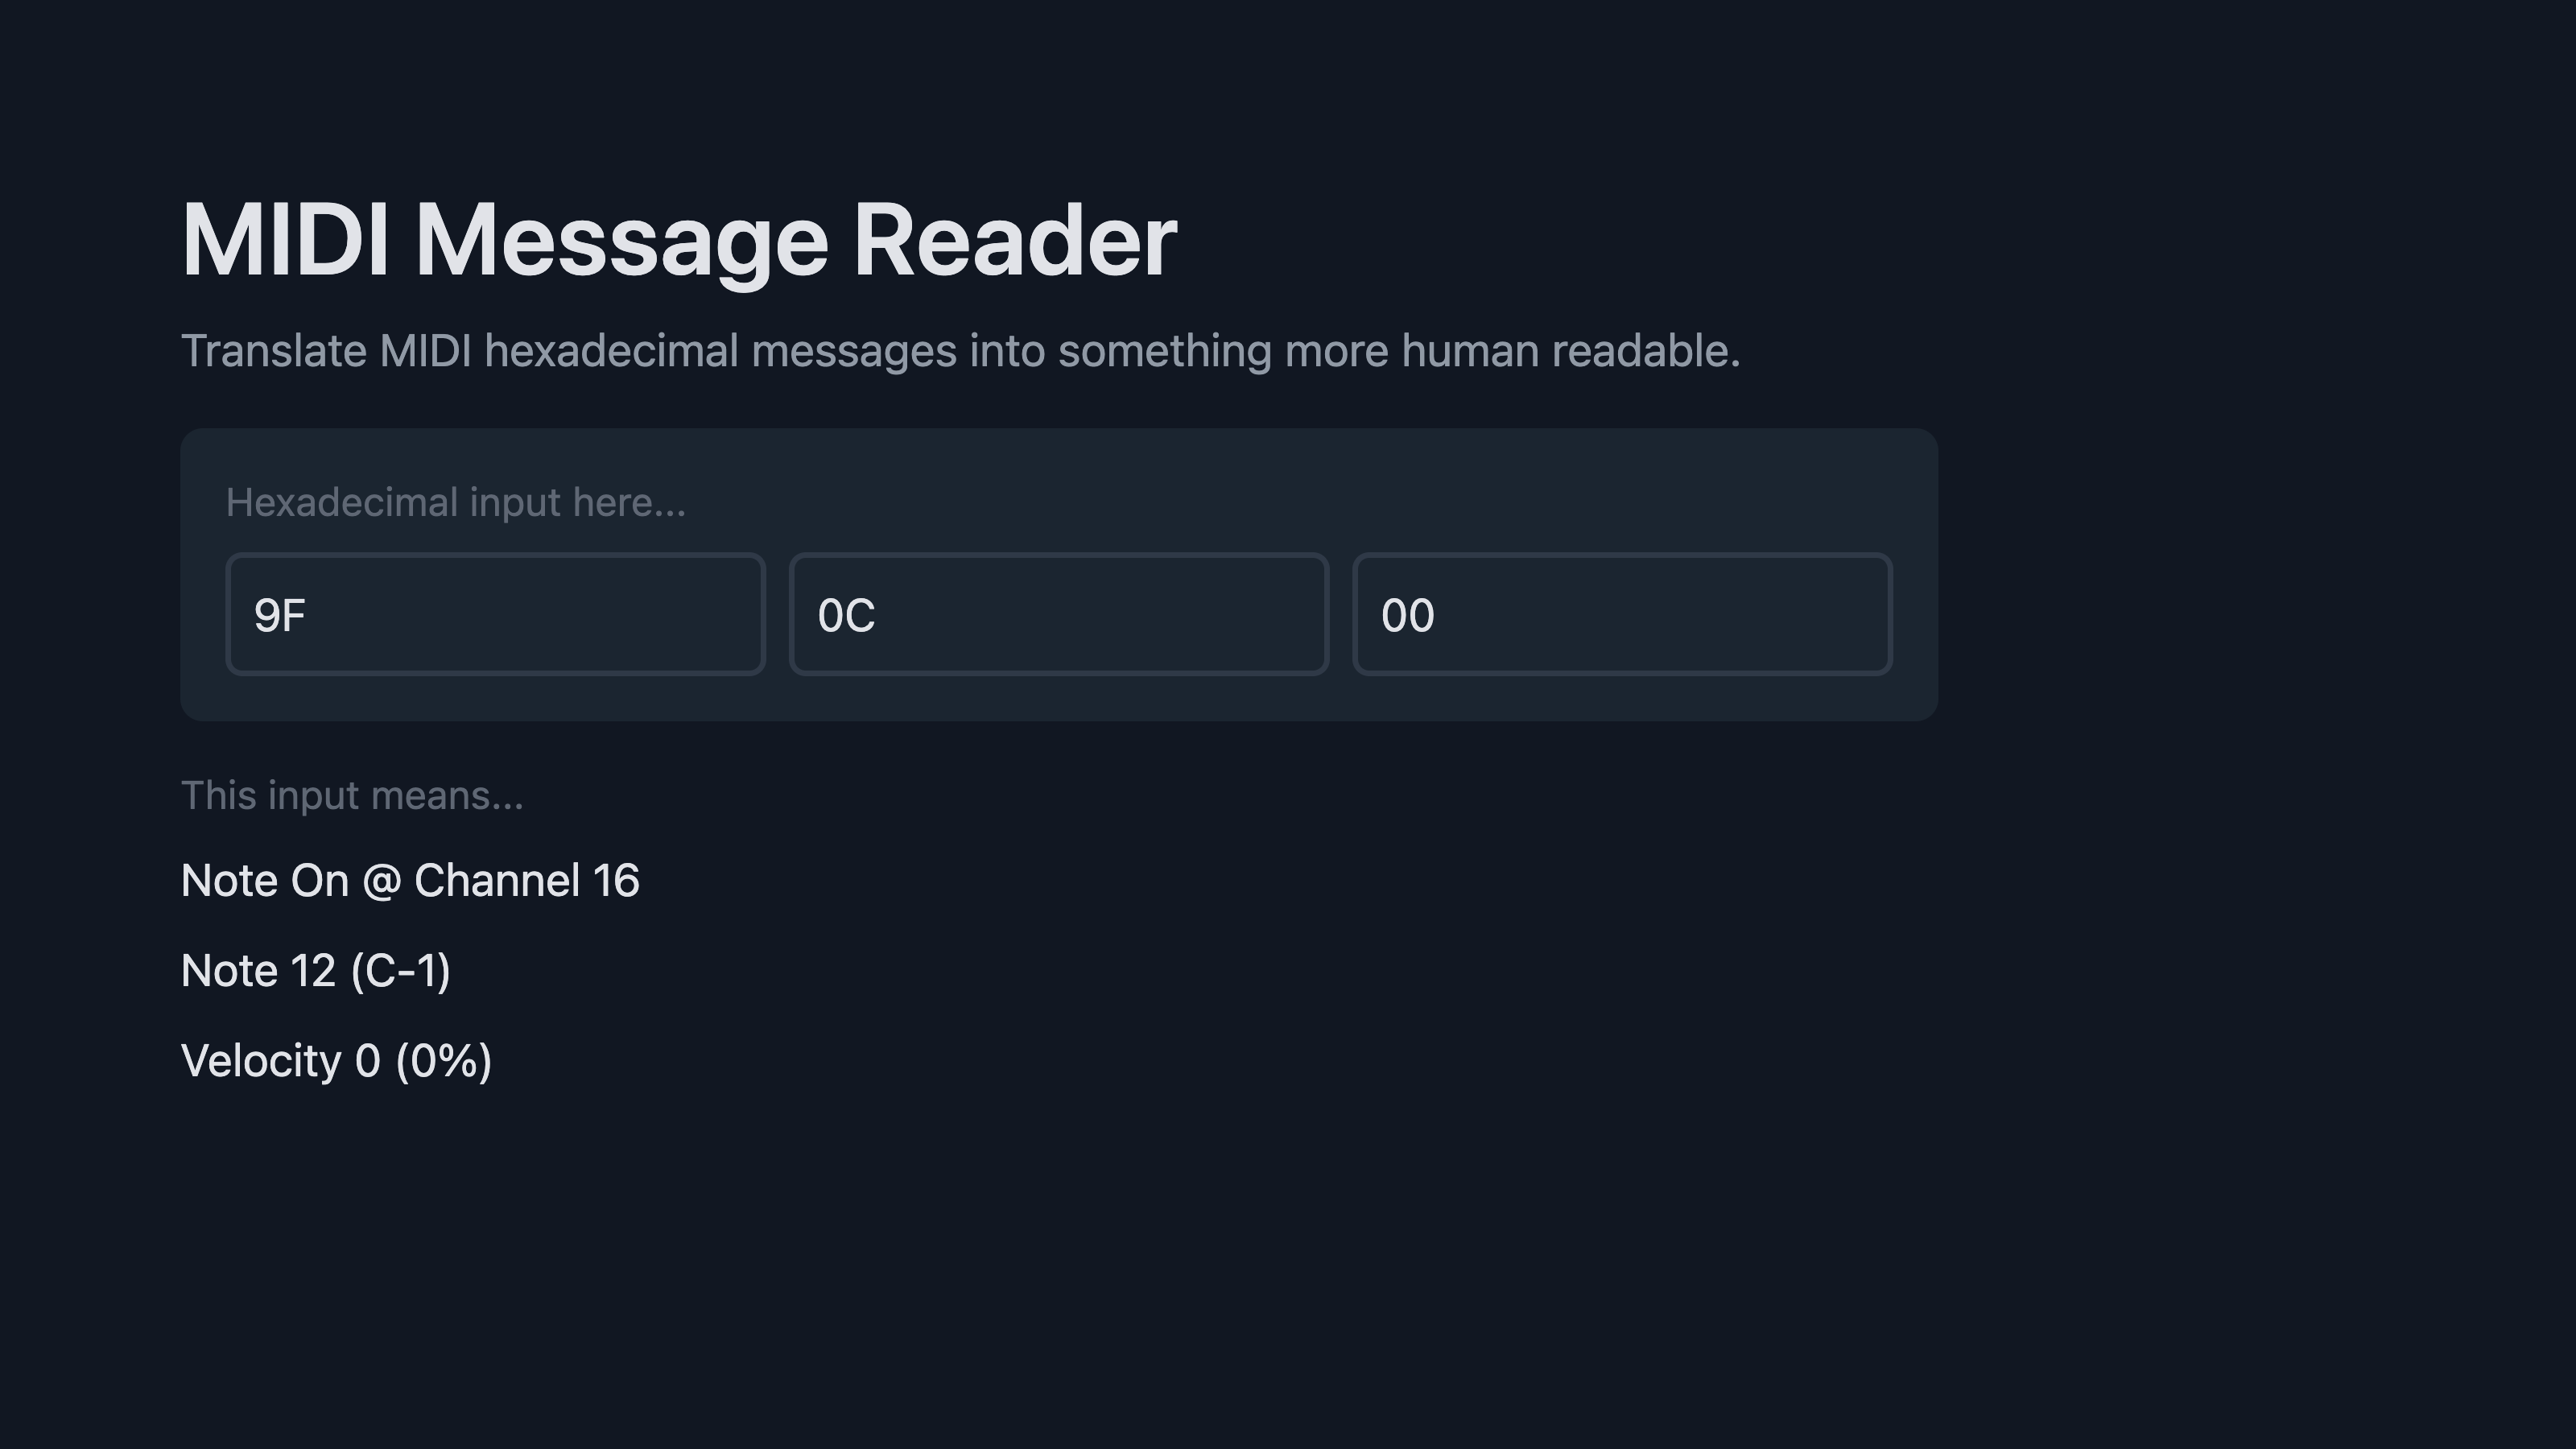 MIDI Message Reader
Translate MIDI hexadecimal messages into something more human readable.
Hexadecimal input here...
9F 0C 00
This input means...
Note On @ Channel 16
Note 12 (C-1)
Velocity 0 (0%)